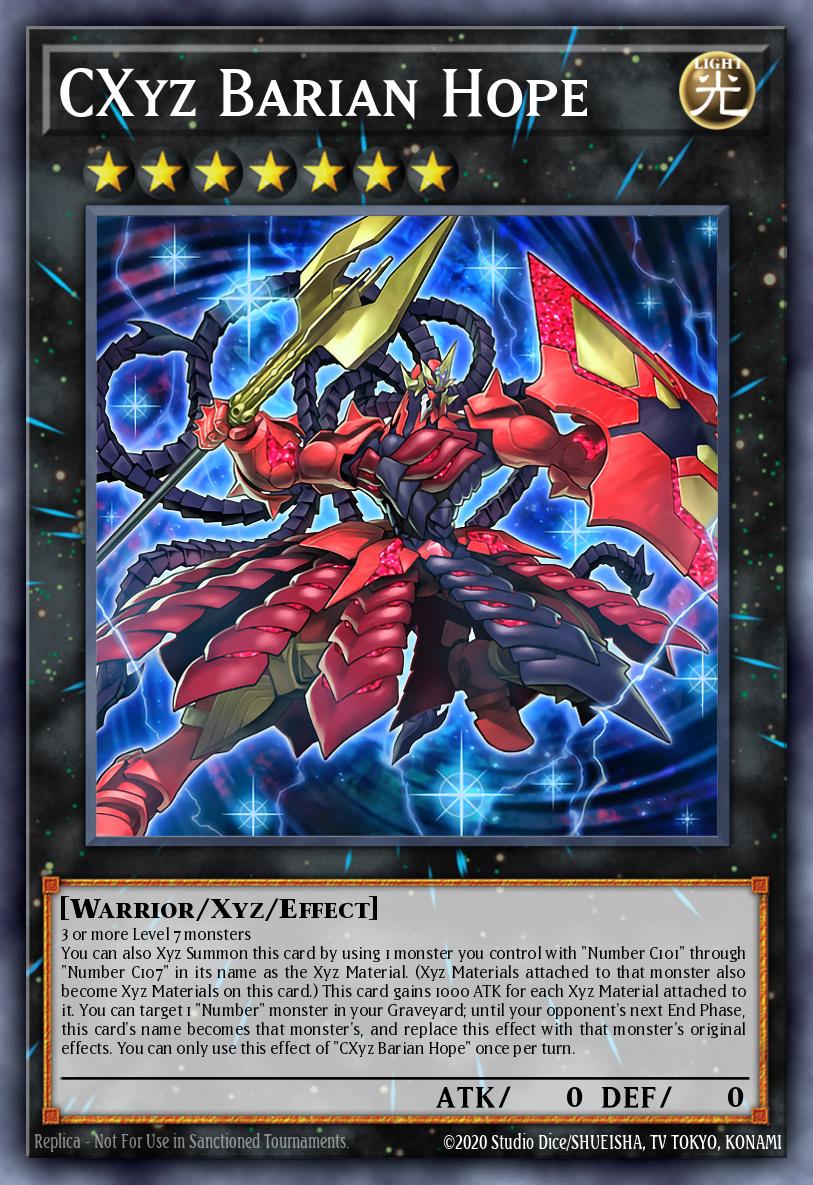 CXyz Barian Hope
LIGHT
光
[Warrior/Xyz/Effect]
3 or more Level 7 monsters
You can also Xyz Summon this card by using 1 monster you control with "Number C101" through
"Number C107" in its name as the Xyz Material. (Xyz Materials attached to that monster also
become Xyz Materials on this card.) This card gains 1000 ATK for each Xyz Material attached to
it. You can target 1 "Number" monster in your Graveyard; until your opponent's next End Phase,
this card's name becomes that monster's, and replace this effect with that monster's original
effects. You can only use this effect of "CXyz Barian Hope" once per turn.
ATK/ 0 DEF/ 0
Replica - Not For Use in Sanctioned Tournaments.
©2020 Studio Dice/SHUEISHA, TV TOKYO, KONAMI